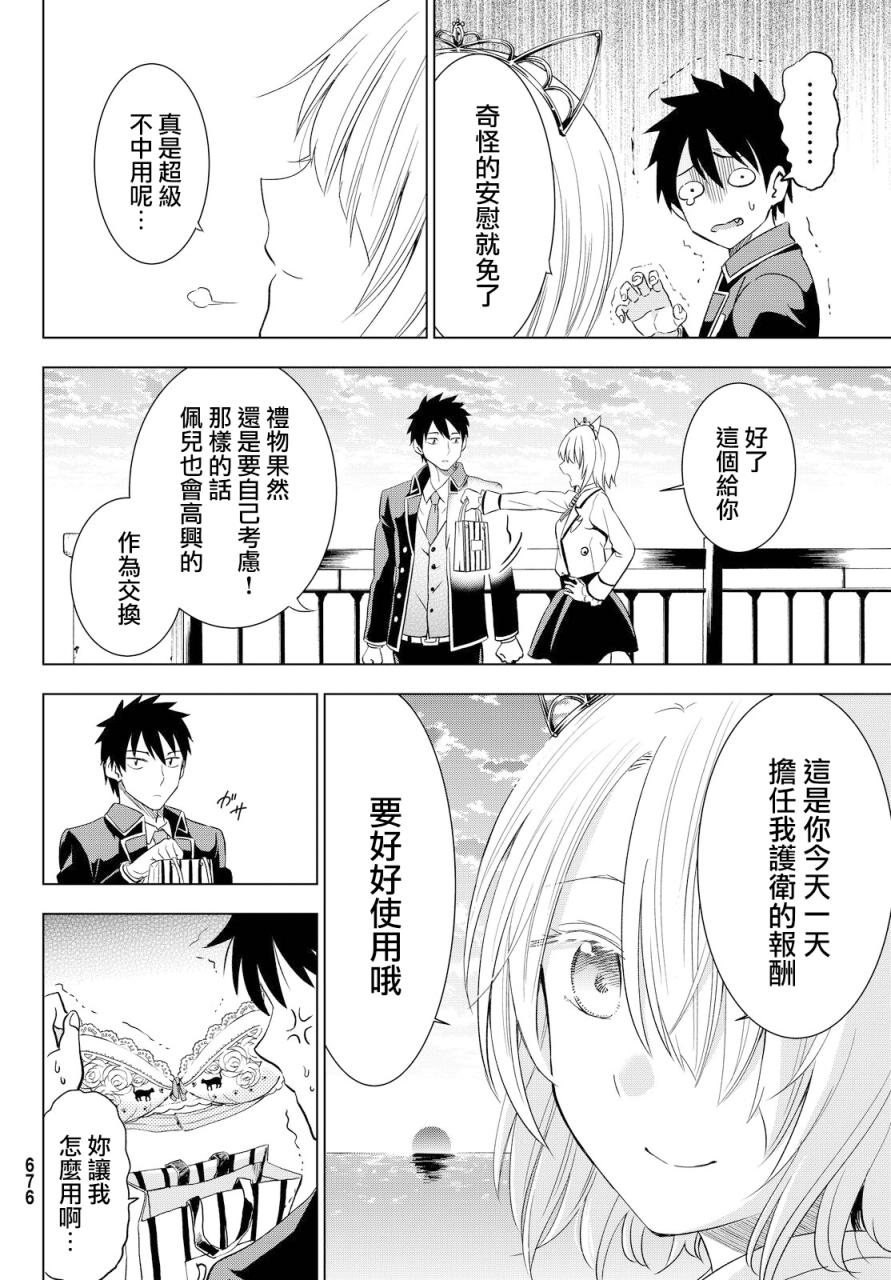 ………
奇怪的安慰就免了
真是超級
不中用呢…
好了
這個給你
禮物果然
還是要自己考慮！
那樣的話
佩兒也會高興的
作為交換
這是你今天一天
擔任我護衛的報酬
要好好使用哦
ガサ
妳讓我
怎麼用啊…
676